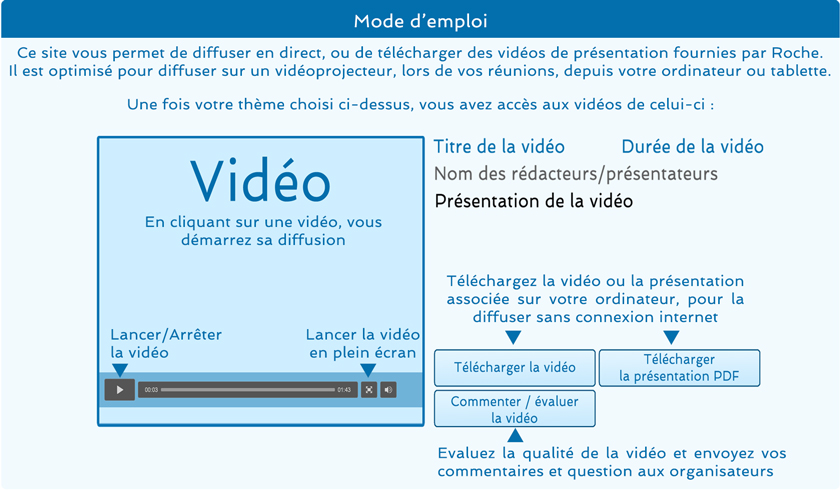 Mode d'emploi
Ce site vous permet de diffuser en direct, ou de télécharger des vidéos de présentation fournies par Roche.
Il est optimisé pour diffuser sur un vidéoprojecteur, lors de vos réunions, depuis votre ordinateur ou tablette.
Une fois votre thème choisi ci-dessus, vous avez accès aux vidéos de celui-ci :
Vidéo
En cliquant sur une vidéo, vous
démarrez sa diffusion
Lancer/Arrêter
la vidéo
Lancer la vidéo
en plein écran
00:03
01:43
Titre de la vidéo
Durée de la vidéo
Nom des rédacteurs/présentateurs
Présentation de la vidéo
Téléchargez la vidéo ou la présentation
associée sur votre ordinateur, pour la
diffuser sans connexion internet
Télécharger la vidéo
Télécharger
la présentation PDF
Commenter / évaluer
la vidéo
Evaluez la qualité de la vidéo et envoyez vos
commentaires et question aux organisateurs